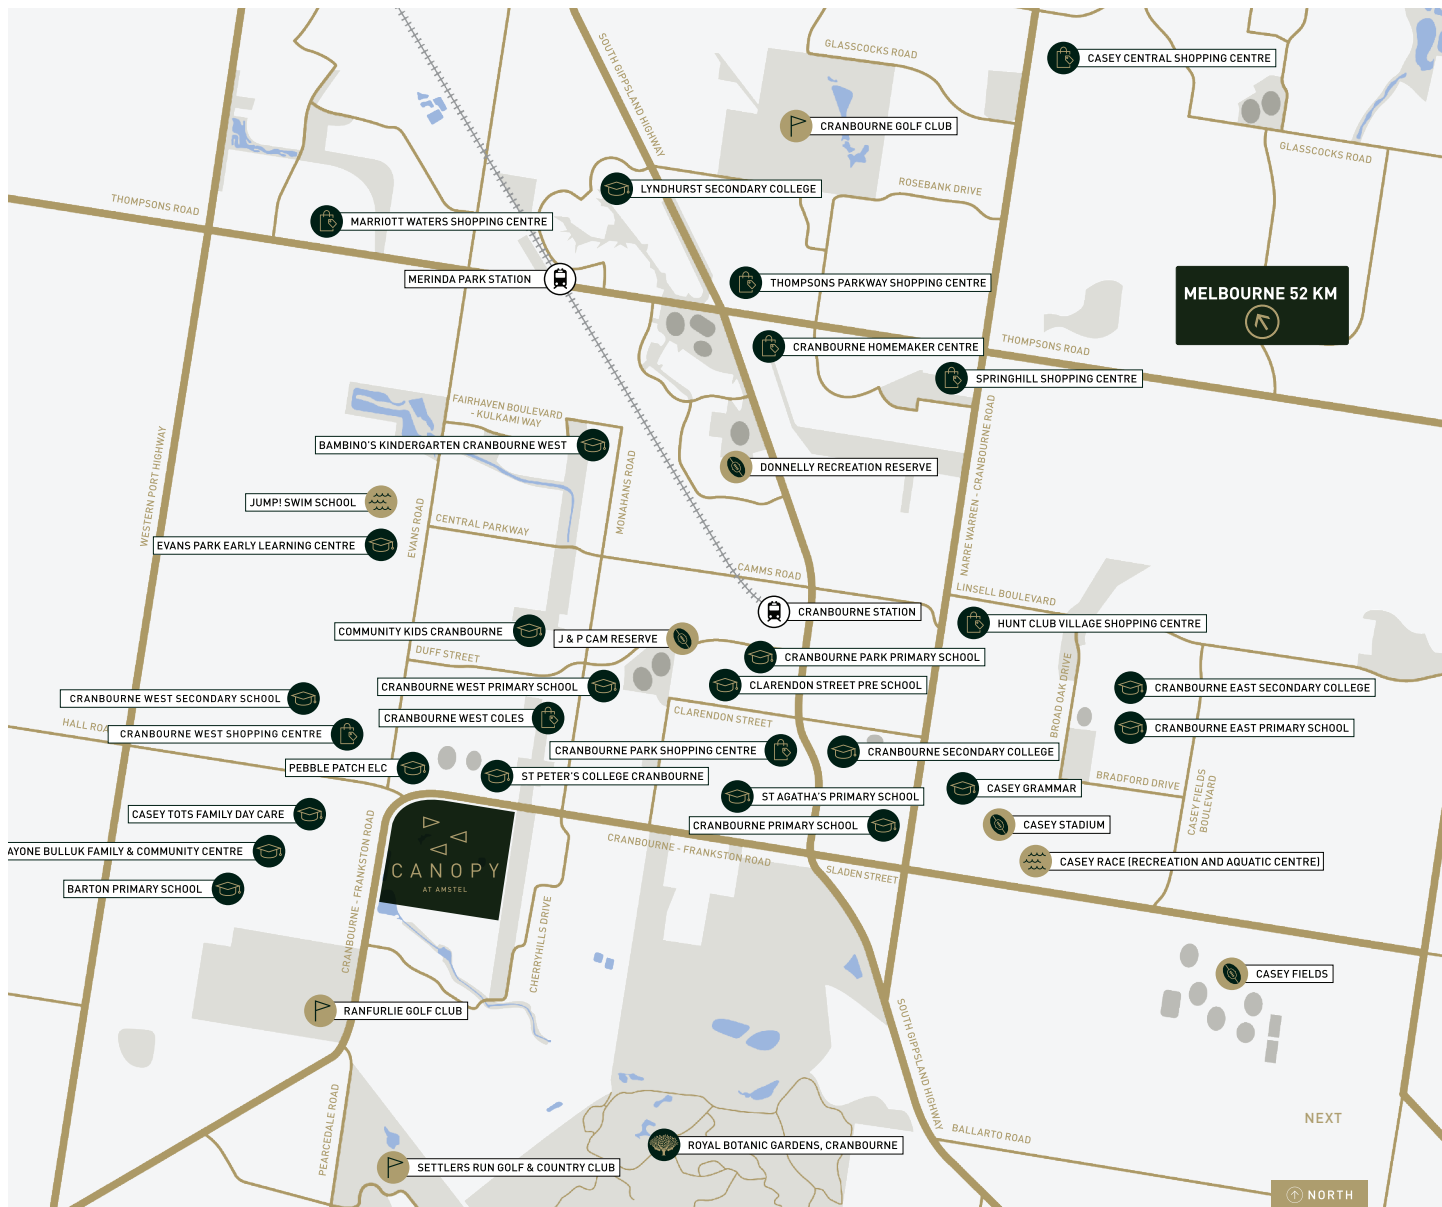 SOUTH GIPPSLAND HIGHWAY
GLASSCOCKS ROAD
CASEY CENTRAL SHOPPING CENTRE
CRANBOURNE GOLF CLUB
GLASSCOCKS ROAD
LYNDHURST SECONDARY COLLEGE
ROSEBANK DRIVE
THOMPSONS ROAD
MARRIOTT WATERS SHOPPING CENTRE
MERINDA PARK STATION
THOMPSONS PARKWAY SHOPPING CENTRE
MELBOURNE 52 KM
CRANBOURNE HOMEMAKER CENTRE
THOMPSONS ROAD
SPRINGHILL SHOPPING CENTRE
FAIRHAVEN BOULEVARD
- KULKAMI WAY
BAMBINO'S KINDERGARTEN CRANBOURNE WEST
DONNELLY RECREATION RESERVE
WESTERN PORT HIGHWAY
MONAHANS ROAD
NARRE WARREN - CRANBOURNE ROAD
JUMP! SWIM SCHOOL
EVANS ROAD
CENTRAL PARKWAY
EVANS PARK EARLY LEARNING CENTRE
CAMMS ROAD
LINSELL BOULEVARD
CRANBOURNE STATION
HUNT CLUB VILLAGE SHOPPING CENTRE
COMMUNITY KIDS CRANBOURNE
J & P CAM RESERVE
DUFF STREET
CRANBOURNE PARK PRIMARY SCHOOL
BROAD OAK DRIVE
CRANBOURNE WEST PRIMARY SCHOOL
CLARENDON STREET PRE SCHOOL
CRANBOURNE EAST SECONDARY COLLEGE
CRANBOURNE WEST SECONDARY SCHOOL
CRANBOURNE WEST COLES
CLARENDON STREET
CRANBOURNE EAST PRIMARY SCHOOL
HALL ROA
CRANBOURNE WEST SHOPPING CENTRE
CRANBOURNE PARK SHOPPING CENTRE
CRANBOURNE SECONDARY COLLEGE
PEBBLE PATCH ELC
ST PETER'S COLLEGE CRANBOURNE
BRADFORD DRIVE
CASEY GRAMMAR
ST AGATHA'S PRIMARY SCHOOL
CASEY FIELDS
BOULEVARD
CASEY TOTS FAMILY DAY CARE
CRANBOURNE PRIMARY SCHOOL
CASEY STADIUM
CRANBOURNE - FRANKSTON ROAD
AYONE BULLUK FAMILY & COMMUNITY CENTRE
CRANBOURNE - FRANKSTON ROAD
CASEY RACE (RECREATION AND AQUATIC CENTRE)
CANOPY
AT AMSTEL
SLADEN STREET
BARTON PRIMARY SCHOOL
CHERRYHILLS DRIVE
CASEY FIELDS
RANFURLIE GOLF CLUB
SOUTH GIPPSLAND HIGHWAY
PEARCEDALE ROAD
NEXT
BALLARTO ROAD
ROYAL BOTANIC GARDENS, CRANBOURNE
SETTLERS RUN GOLF & COUNTRY CLUB
NORTH